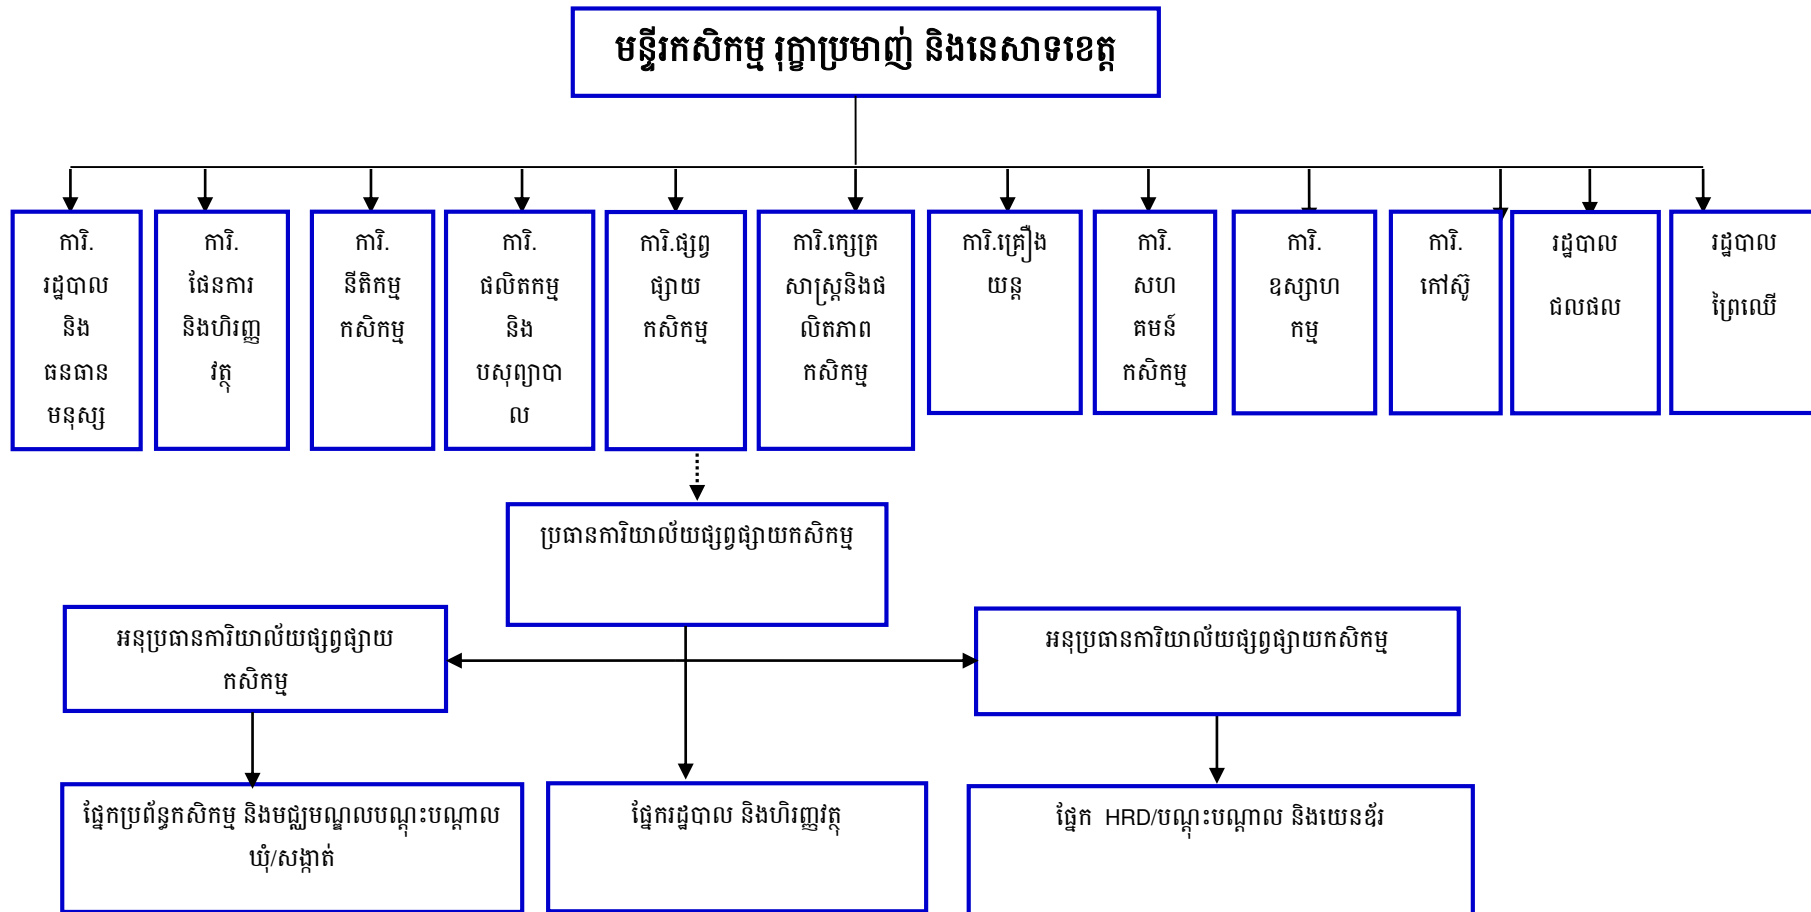 មន្ទីរកសិកម្ម រុក្ខាប្រមាញ់ និងនេសាទខេត្ត
ការិ.
រដ្ឋបាល
និង
ធនធាន
មនុស្ស
ការិ.
ផែនការ
និងហិរញ្ញ
វត្ថុ
ការិ.
នីតិកម្ម
កសិកម្ម
ការិ.
ផលិតកម្ម
និង
បសុព្យាបា
ល
ការិ.ផ្សព្វ
ផ្សាយ
កសិកម្ម
ការិ.ក្សេត្រ
សាស្ត្រនិងផ
លិតភាព
កសិកម្ម
ការិ.គ្រឿង
យន្ត
ការិ.
សហ
គមន៍
កសិកម្ម
ការិ.
ឧស្សាហ
កម្ម
ការិ.
កៅស៊ូ
រដ្ឋបាល
ជលផល
រដ្ឋបាល
ព្រៃឈើ
ប្រធានការិយាល័យផ្សព្វផ្សាយកសិកម្ម
អនុប្រធានការិយាល័យផ្សព្វផ្សាយ
កសិកម្ម
អនុប្រធានការិយាល័យផ្សព្វផ្សាយកសិកម្ម
ផ្នែកប្រព័ន្ធកសិកម្ម និងមជ្ឈមណ្ឌលបណ្តុះបណ្តាល
ឃុំ/សង្កាត់
ផ្នែករដ្ឋបាល និងហិរញ្ញវត្ថុ
ផ្នែក HRD/បណ្តុះបណ្តាល និងយេនឌ័រ